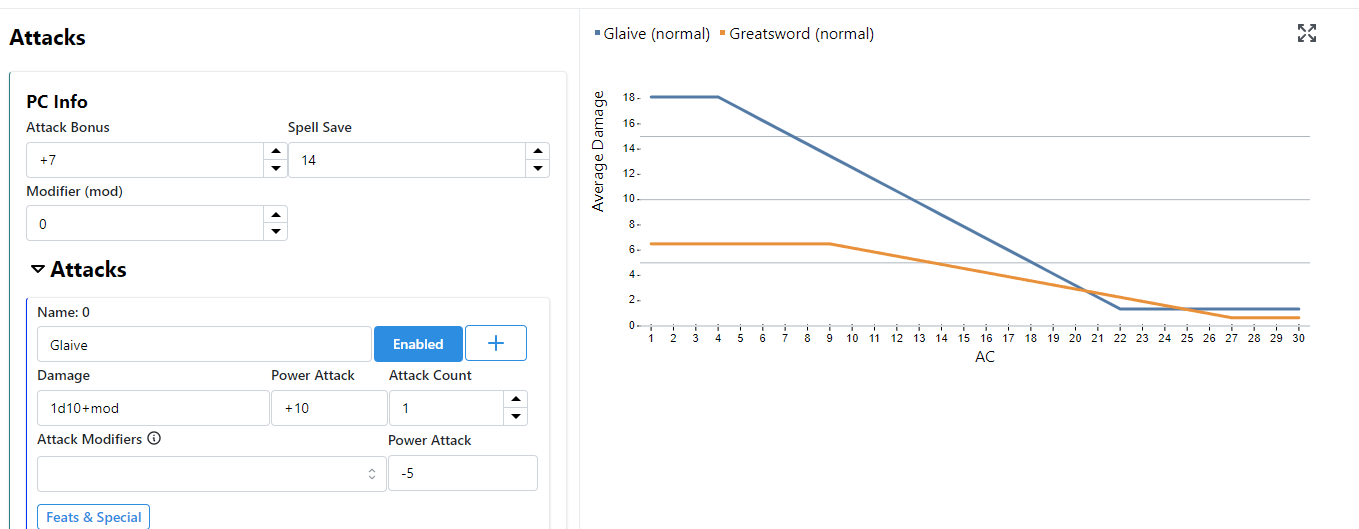 Attacks
PC Info
Attack Bonus Spell Save
+7 14
Modifier (mod)
0
Attacks
Name: 0
Glaive Enabled +
Damage Power Attack Attack Count
1d10+mod +10 1
Attack Modifiers Power Attack
-5
Feats & Special
Glaive (normal) Greatsword (normal)
Average Damage
18
16
14
12
10
8
6
4
2
0
1 2 3 4 5 6 7 8 9 10 11 12 13 14 15 16 17 18 19 20 21 22 23 24 25 26 27 28 29 30
AC